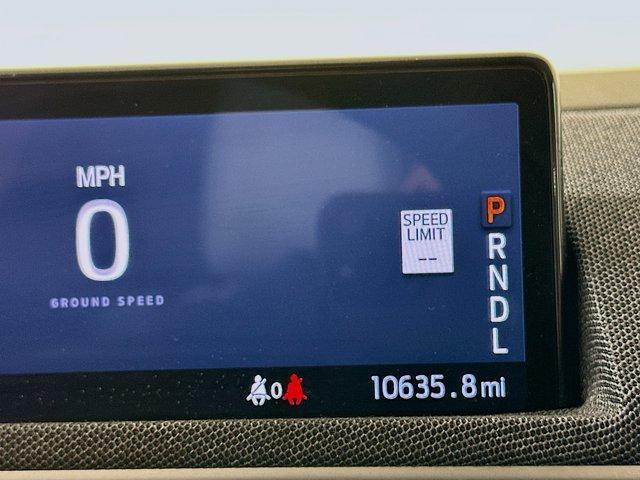 MPH
0
GROUND SPEED
SPEED
LIMIT
--
P
R
N
D
L
0
10635.8mi